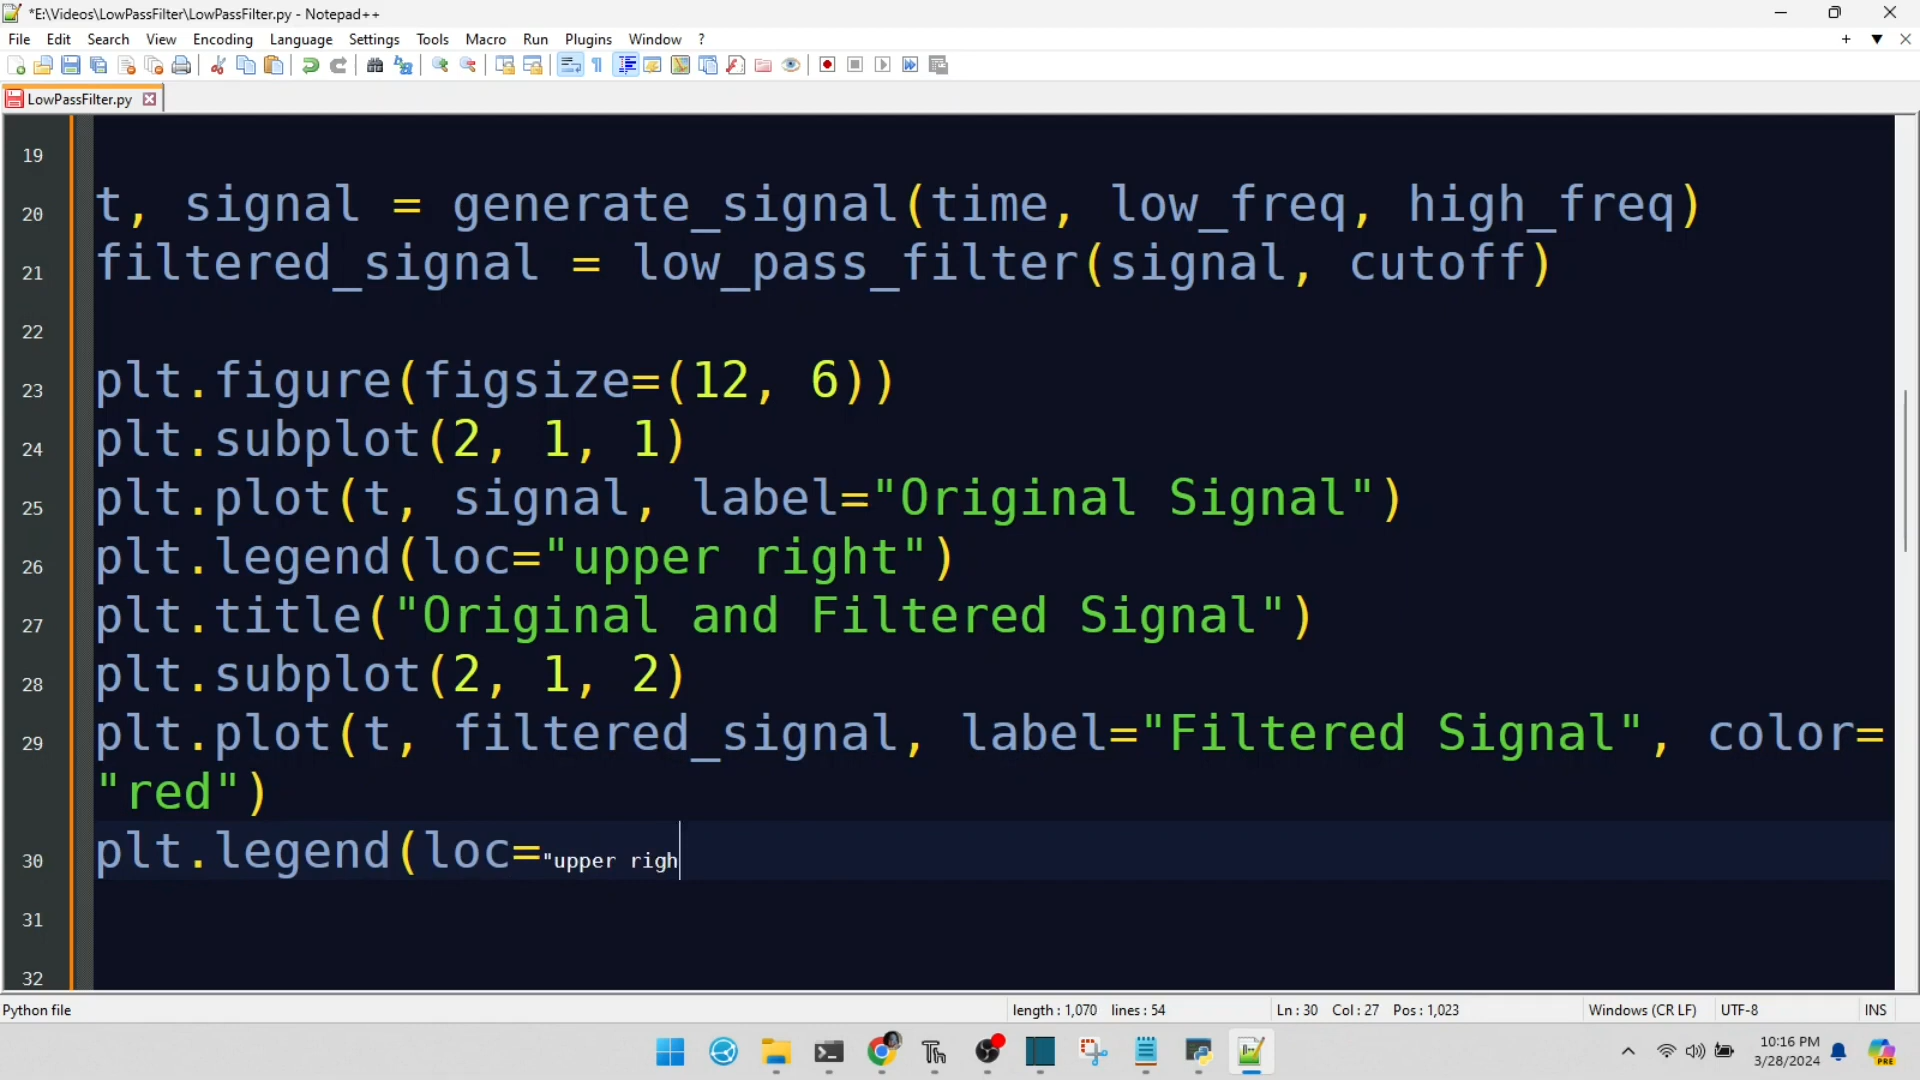 *E:\Videos\LowPassFilter\LowPassFilter.py - Notepad++
File Edit Search View Encoding Language Settings Tools Macro Run Plugins Window ?
LowPassFilter.py
19
20 t, signal = generate_signal(time, low_freq, high_freq)
21 filtered_signal = low_pass_filter(signal, cutoff)
22
23 plt.figure(figsize=(12, 6))
24 plt.subplot(2, 1, 1)
25 plt.plot(t, signal, label="Original Signal")
26 plt.legend(loc="upper right")
27 plt.title("Original and Filtered Signal")
28 plt.subplot(2, 1, 2)
29 plt.plot(t, filtered_signal, label="Filtered Signal", color=
"red")
30 plt.legend(loc="upper righ
31
32
Python file length : 1,070 lines : 54 Ln : 30 Col : 27 Pos : 1,023 Windows (CR LF) UTF-8 INS
10:16 PM
3/28/2024
PRE